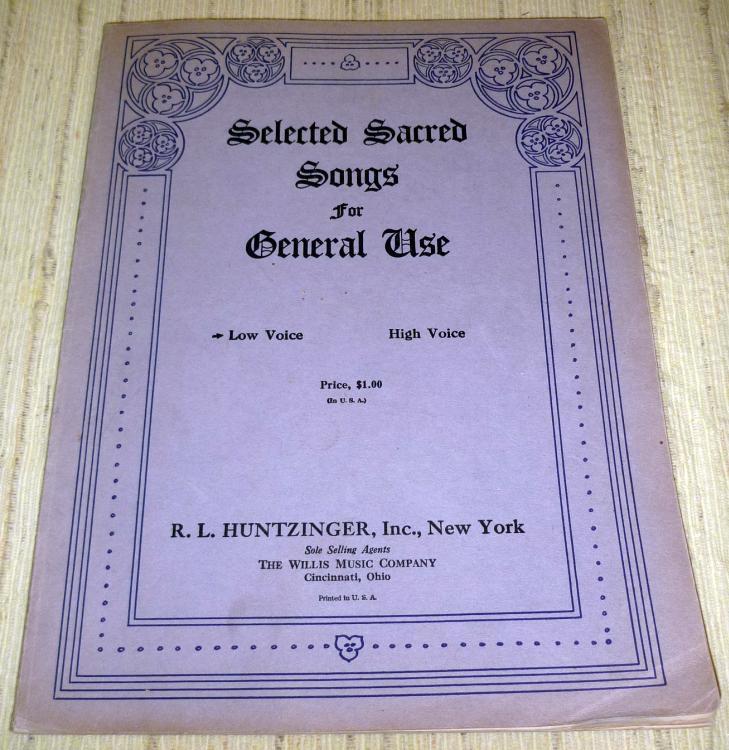 Selected Sacred
Songs
For
General Use
➛ Low Voice High Voice
Price, $1.00
(In U. S. A.)
R. L. HUNTZINGER, Inc., New York
Sole Selling Agents
THE WILLIS MUSIC COMPANY
Cincinnati, Ohio
Printed in U. S. A.